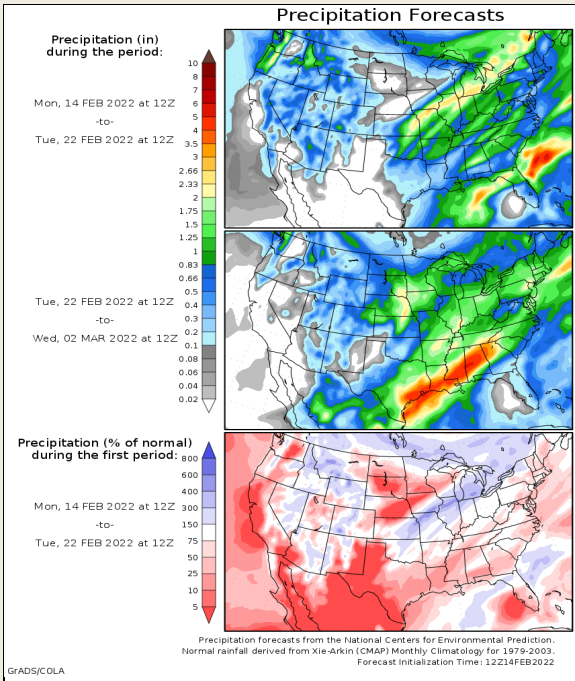 Precipitation Forecasts
Precipitation (in)
during the period:
Mon, 14 FEB 2022 at 12Z
-to-
Tue, 22 FEB 2022 at 12Z
10
8
7
6
5
4
3.5
3
2.66
2.33
2
1.75
1.5
1.25
1
0.83
0.66
0.5
0.4
0.3
0.2
0.1
0.08
0.06
0.04
0.02
Tue, 22 FEB 2022 at 12Z
-to-
Wed, 02 MAR 2022 at 12Z
Precipitation (% of normal)
during the first period:
Mon, 14 FEB 2022 at 12Z
-to-
Tue, 22 FEB 2022 at 12Z
800
600
400
300
150
75
50
25
10
5
Precipitation forecasts from the National Centers for Environmental Prediction.
Normal rainfall derived from Xie-Arkin (CMAP) Monthly Climatology for 1979-2003.
Forecast Initialization Time: 12Z14FEB2022
GrADS/COLA